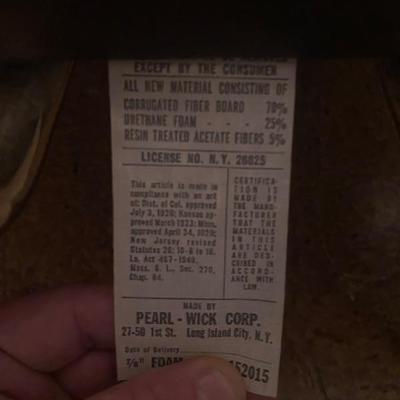 EXCEPT BY THE CONSUMER
ALL NEW MATERIAL CONSISTING OF
CORRUGATED FIBER BOARD 70%
URETHANE FOAM - - - 25%
RESIN TREATED ACETATE FIBERS 5%
LICENSE NO. N.Y. 26825
This article is made in
compliance with an act
of: Dist. of Col. approved
July 3, 1926; Kansas approved
March 1923; Minn.
approved April 24, 1929;
New Jersey revised
Statutes 26: 10-6 to 18.
La. Act 467-1948.
Mass. G. L., Sec. 270,
Chap. 94.
CERTIFICA-
TION IS
MADE BY
THE MANU-
FACTURER
THAT THE
MATERIALS
IN THIS
ARTICLE
ARE DES-
CRIBED IN
ACCORD-
ANCE WITH
LAW.
MADE BY
PEARL-WICK CORP.
27-50 1st St. Long Island City, N.Y.
Date of Delivery
7/8" FOAM 152015